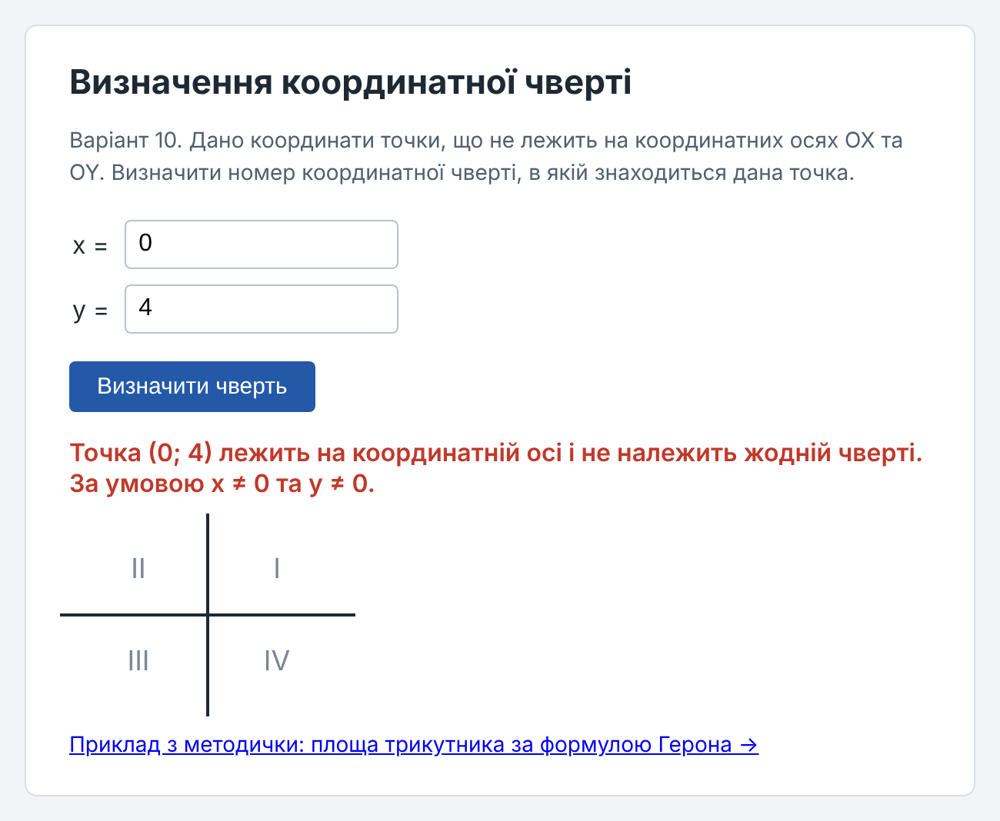 Визначення координатної чверті
Варіант 10. Дано координати точки, що не лежить на координатних осях OX та
OY. Визначити номер координатної чверті, в якій знаходиться дана точка.
x = 0
y = 4
Визначити чверть
Точка (0; 4) лежить на координатній осі і не належить жодній чверті.
За умовою x ≠ 0 та y ≠ 0.
II I
III IV
Приклад з методички: площа трикутника за формулою Герона →